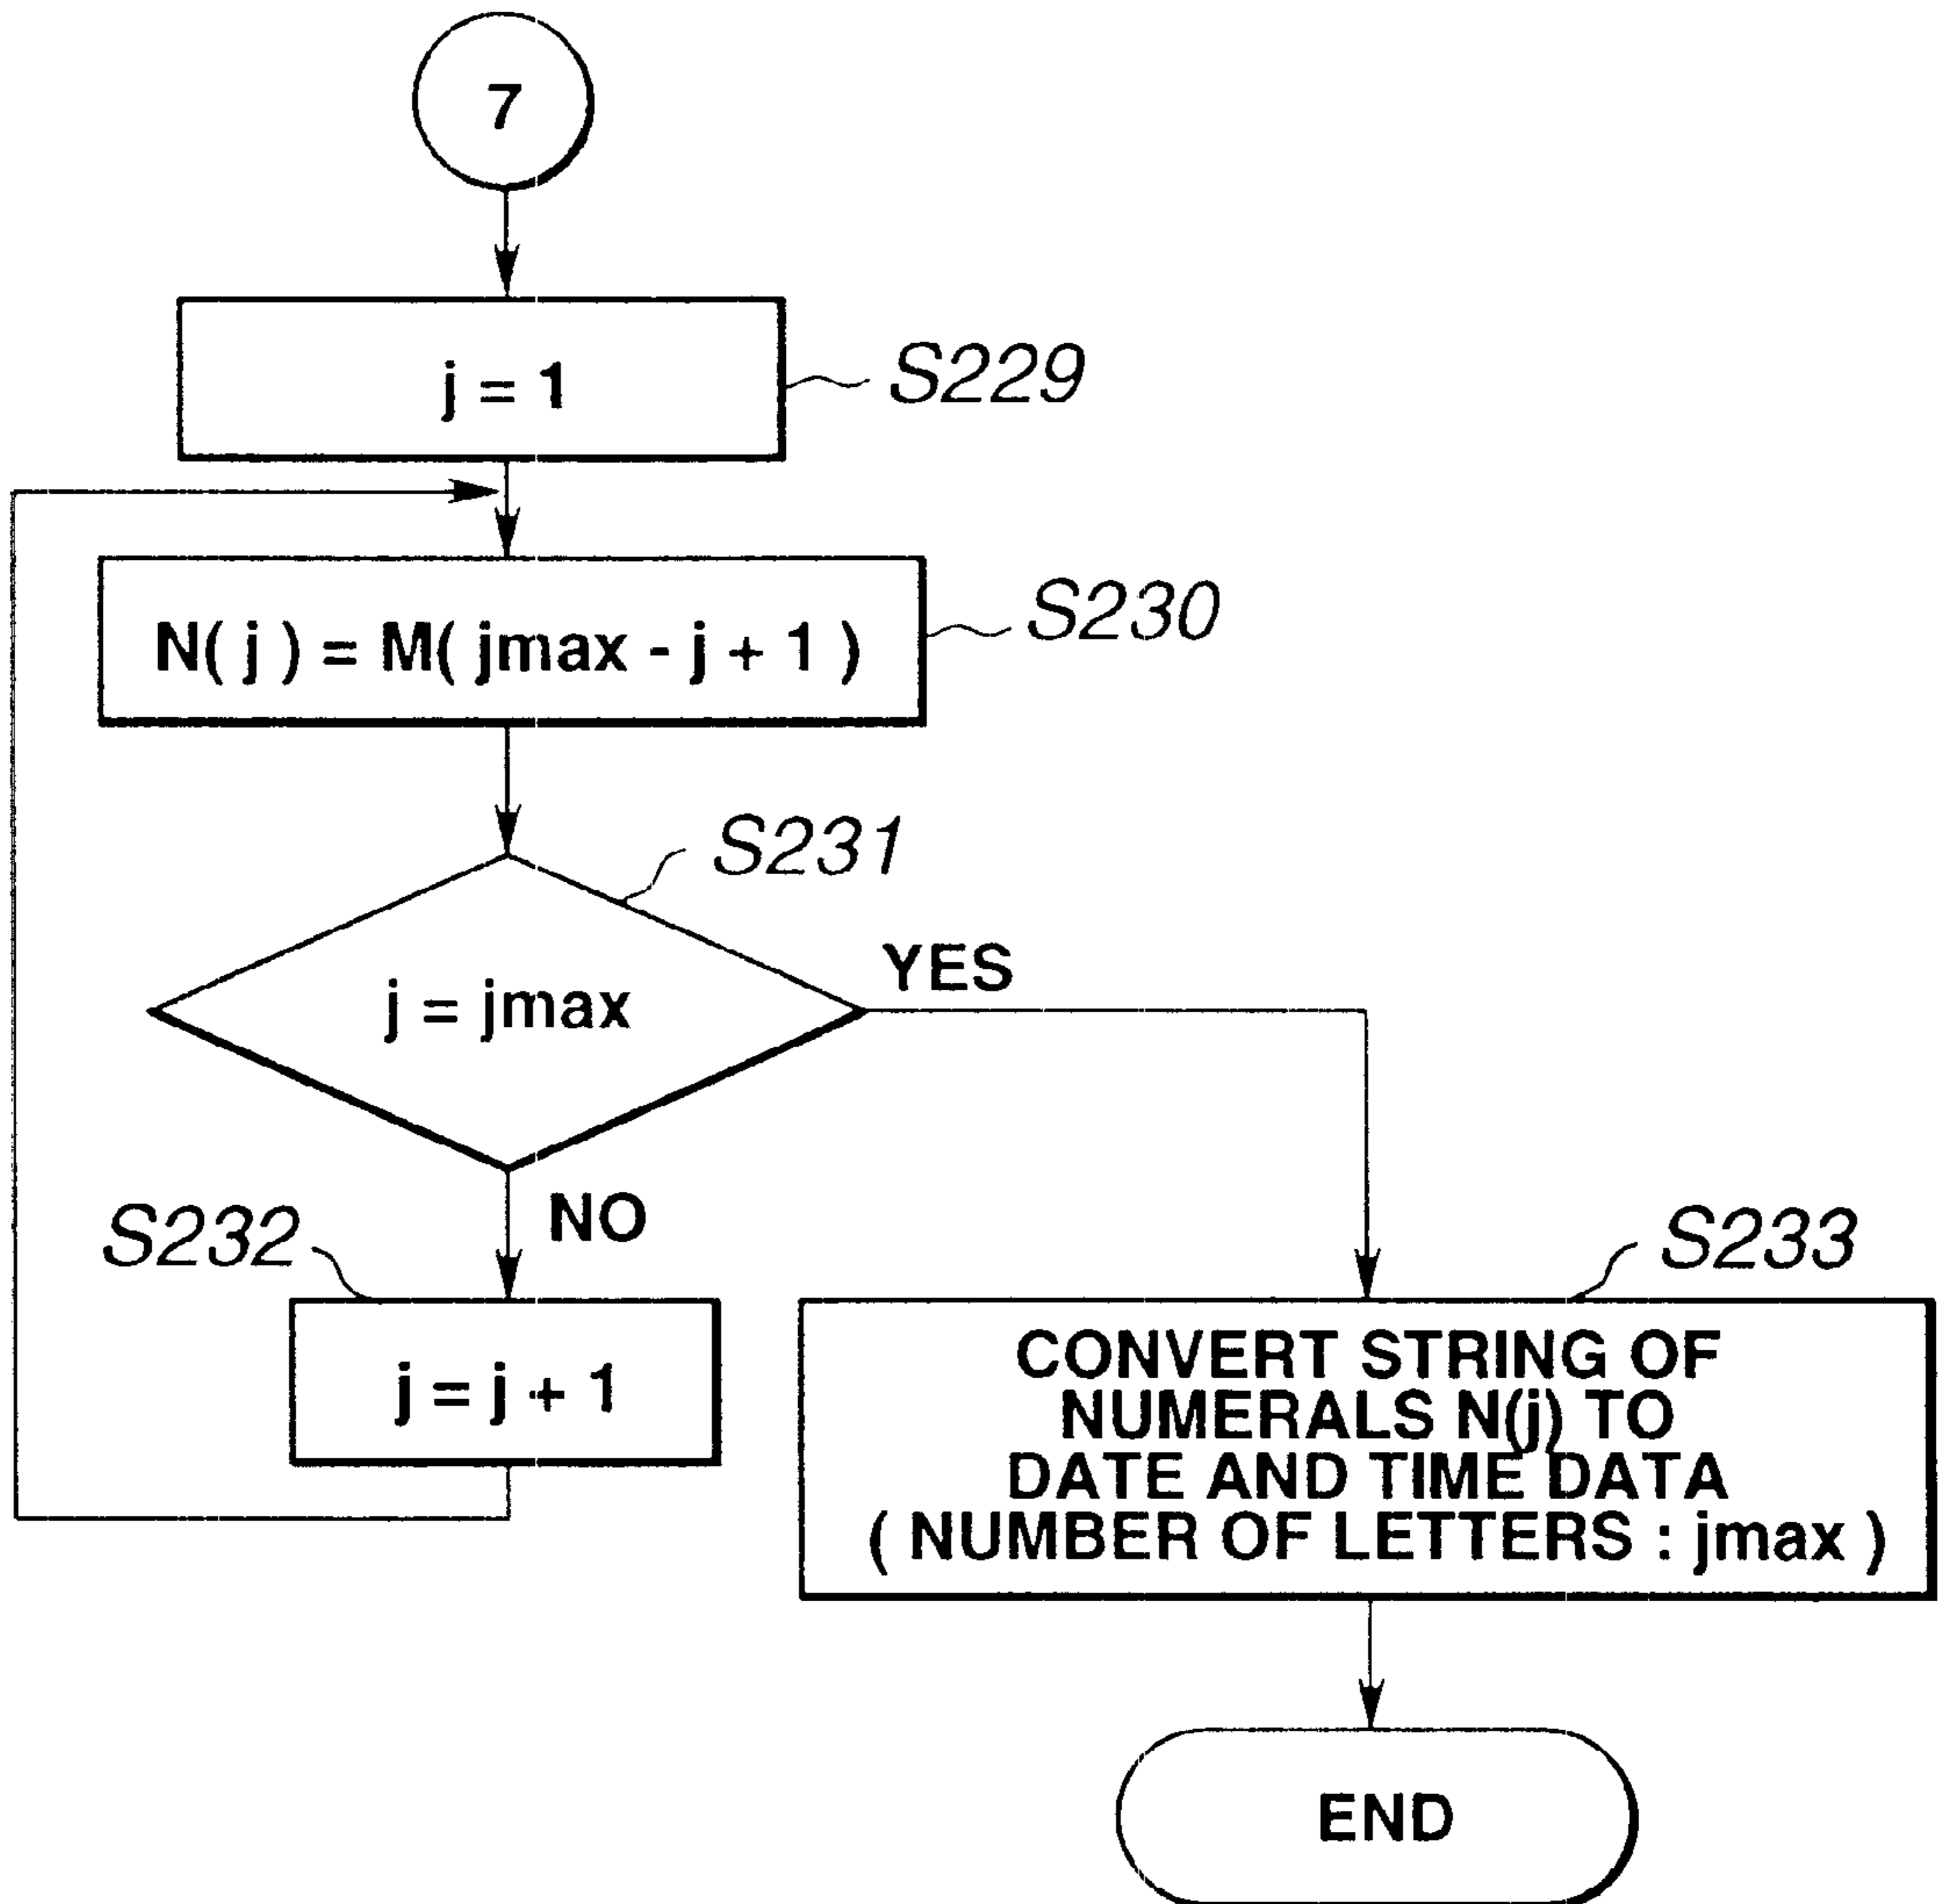 7
j = 1
S229
N( j ) = M( jmax - j + 1 )
S230
S231
j = jmax
YES
NO
S232
j = j + 1
S233
CONVERT STRING OF
NUMERALS N(j) TO
DATE AND TIME DATA
( NUMBER OF LETTERS : jmax )
END